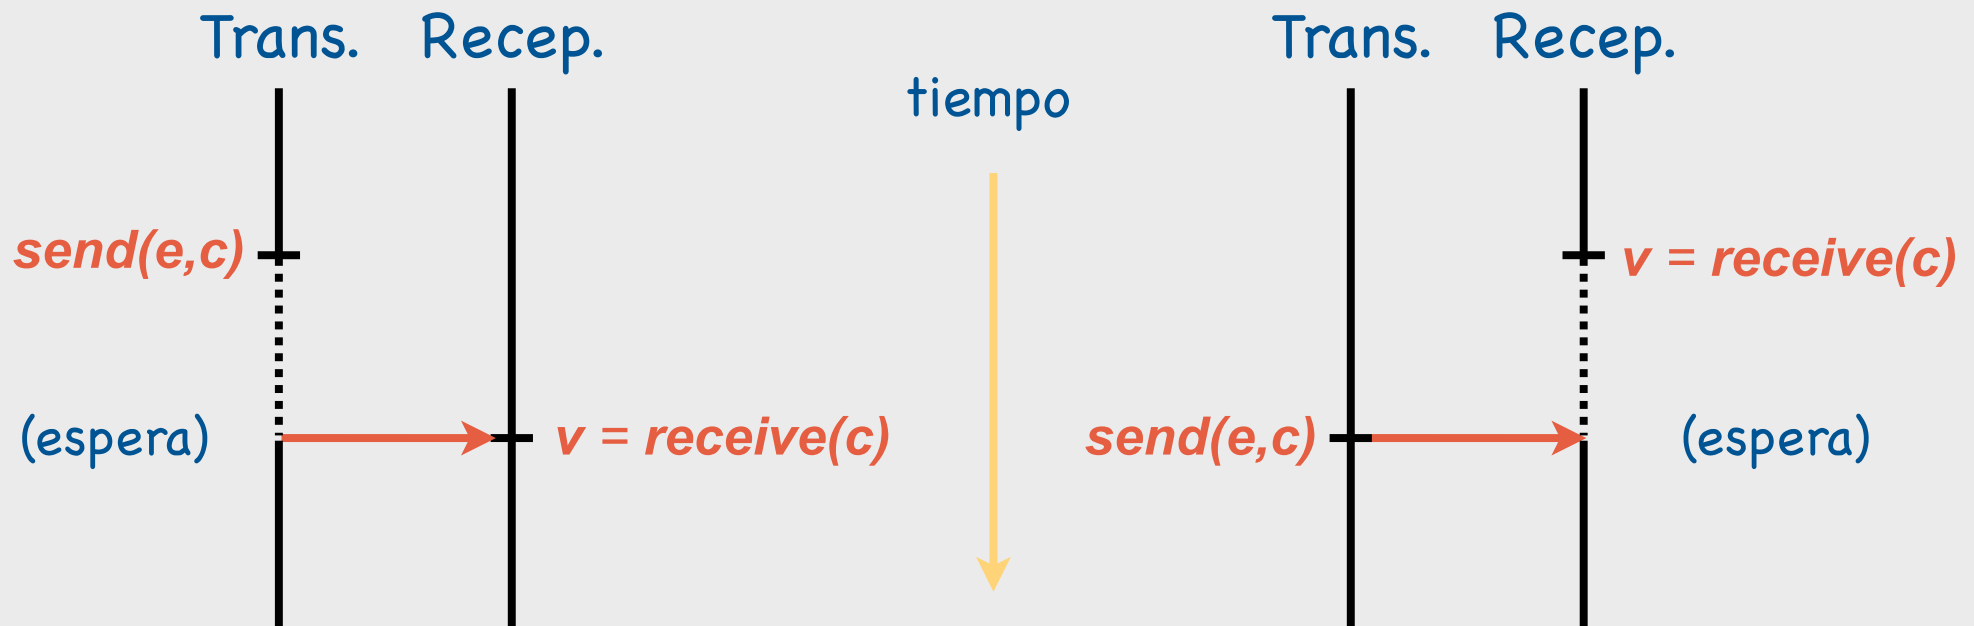 Trans. Recep.
send(e,c)
(espera)
v = receive(c)
tiempo
Trans. Recep.
v = receive(c)
send(e,c)
(espera)